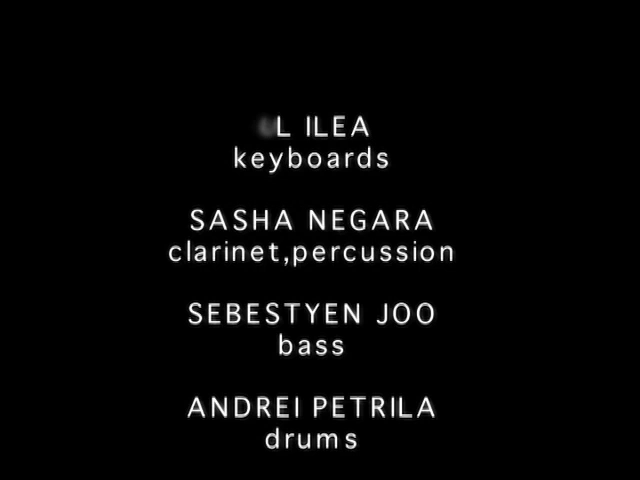 ILEA
keyboards
SASHA NEGARA
clarinet,percussion
SEBESTYEN JOO
bass
ANDREI PETRILA
drums